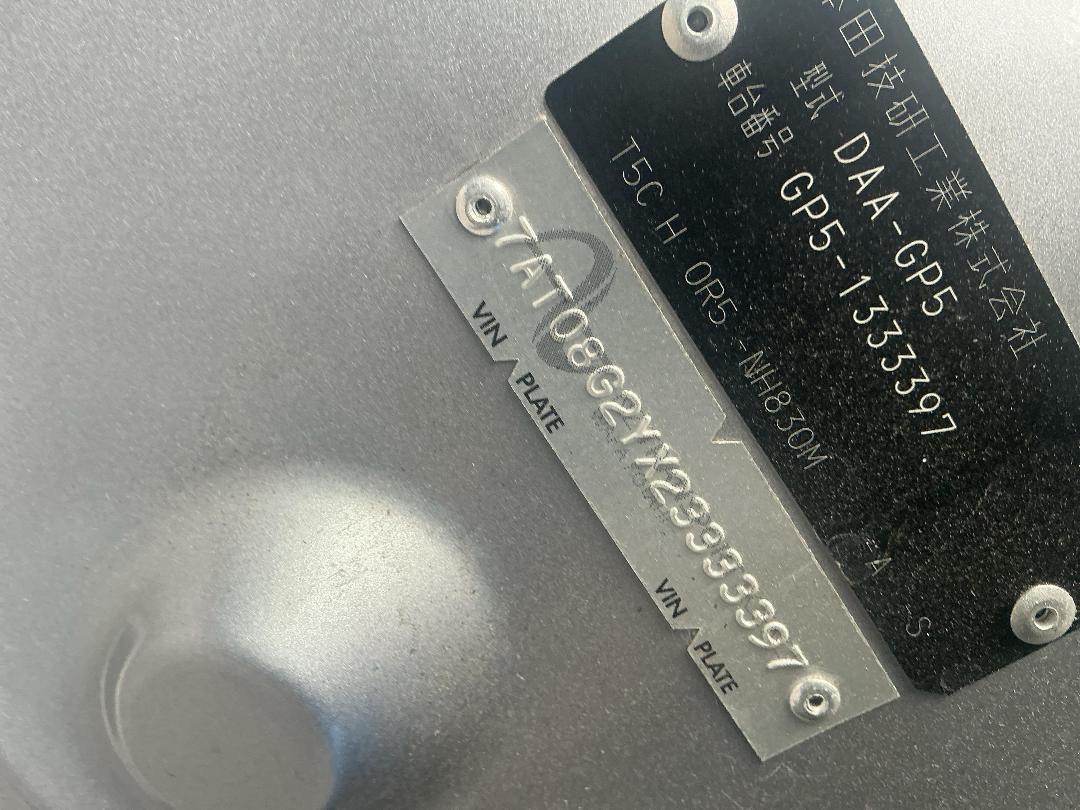 本田技研工業株式会社
型式 DAA-GP5
車台番号 GP5-1333397
T5C H 0R5 -NH830M A S
7AT08G2YX23333397
VIN PLATE
VIN PLATE